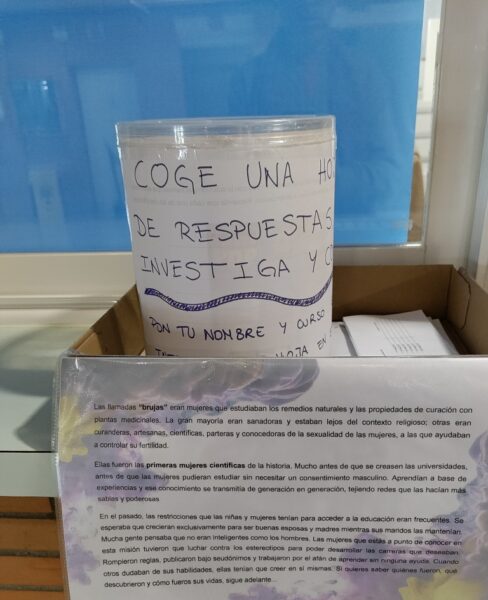 COGE UNA
DE RESPUESTAS
INVESTIGA Y
PON TU NOMBRE Y CURSO
HOJA EN
Las llamadas "brujas" eran mujeres que estudiaban los remedios naturales y las propiedades de curación con
plantas medicinales. La gran mayoría eran sanadoras y estaban lejos del contexto religioso; otras eran
curanderas, artesanas, científicas, parteras y conocedoras de la sexualidad de las mujeres, a las que ayudaban
a controlar su fertilidad.
Ellas fueron las primeras mujeres científicas de la historia. Mucho antes de que se creasen las universidades,
antes de que las mujeres pudieran estudiar sin necesitar un consentimiento masculino. Aprendían a base de
experiencias y ese conocimiento se transmitía de generación en generación, tejiendo redes que las hacían más
sabias y poderosas
En el pasado, las restricciones que las niñas y mujeres tenían para acceder a la educación eran frecuentes. Se
esperaba que crecieran exclusivamente para ser buenas esposas y madres mientras sus maridos las mantenían.
Mucha gente pensaba que no eran inteligentes como los hombres. Las mujeres que estás a punto de conocer en
esta misión tuvieron que luchar contra los estereotipos para poder desarrollar las carreras que deseaban.
Rompieron reglas, publicaron bajo seudónimos y trabajaron por el afán de aprender sin ninguna ayuda. Cuando
otros dudaban de sus habilidades, ellas tenían que creer en sí mismas. Si quieres saber quiénes fueron, qué
descubrieron y cómo fueron sus vidas, sigue adelante...